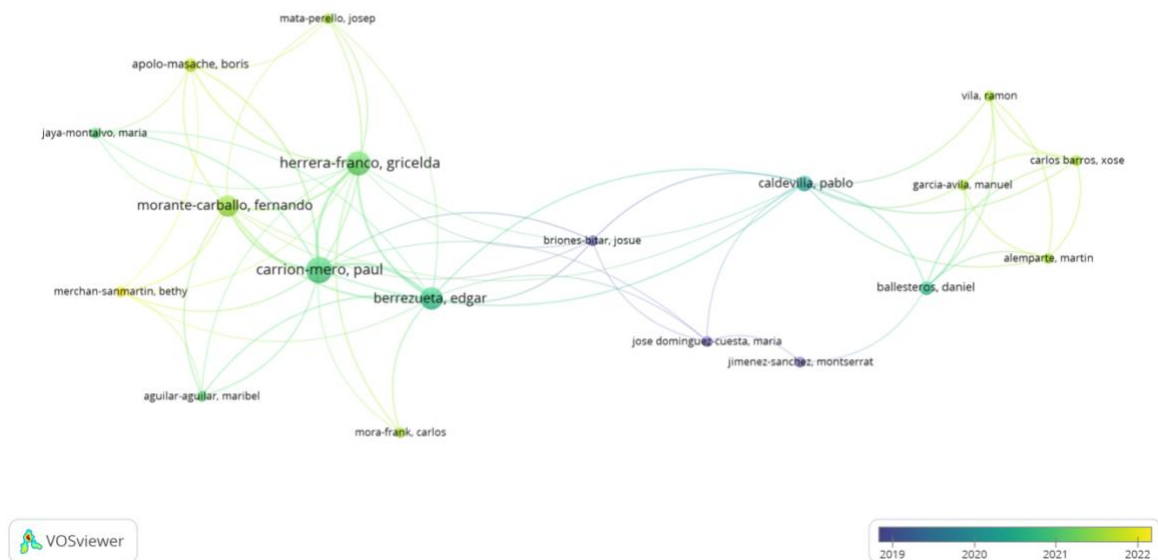 mata-perello, josep
apolo-masache, boris
vila, ramon
jaya-montalvo, maria
carlos barros, xose
herrera-franco, gricelda
caldevilla, pablo
garcia-avila, manuel
morante-carballo, fernando
briones-bitar, josue
alemparte, martin
carrion-mero, paul
ballesteros, daniel
merchan-sanmartin, bethy
berrezueta, edgar
jose dominguez-cuesta, maria
jimenez-sanchez, montserrat
aguilar-aguilar, maribel
mora-frank, carlos
VOSviewer
2019 2020 2021 2022